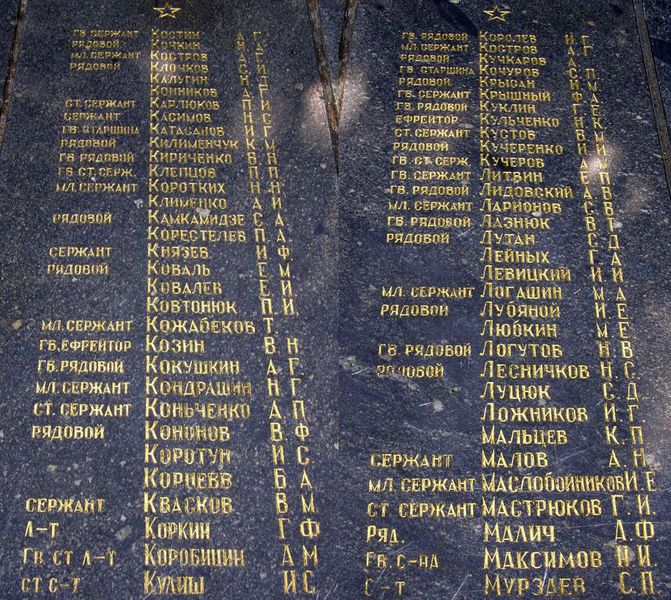 ГВ. СЕРЖАНТ КОСТИН А.Г.
РЯДОВОЙ КОЧКИН
МЛ. СЕРЖАНТ КОСТРОВ
РЯДОВОЙ КЛОЧКОВ
КАЛУГИН
КОННИКОВ
СТ. СЕРЖАНТ КАРЛЮКОВ
СЕРЖАНТ КАСИМОВ
ГВ. СТАРШИНА КАТАСАНОВ
РЯДОВОЙ КИЛИМЕНЧУК К.М.
ГВ. РЯДОВОЙ КИРИЧЕНКО В.Н.
ГВ. РЯДОВОЙ КЛЕПЦОВ П.П.
МЛ. СЕРЖАНТ КОРОТКИХ Н.Н.
КЛИМЕНКО А.И.
РЯДОВОЙ КАМКАМИДЗЕ С.А.
КОРЕСТЕЛЕВ П.А.
СЕРЖАНТ КНЯЗЕВ И.Ф.
РЯДОВОЙ КОВАЛЬ Е.М.
КОВАЛЕВ Е.И.
КОВТОНЮК П.И.
МЛ. СЕРЖАНТ КОЖАБЕКОВ Т.
ГВ. ЕФРЕЙТОР КОЗИН В.Н.
ГВ. РЯДОВОЙ КОКУШКИН А.Г.
МЛ. СЕРЖАНТ КОНДРАШИН Н.Г.
СТ. СЕРЖАНТ КОНЬЧЕНКО А.П.
РЯДОВОЙ КОНОНОВ В.Ф.
КОРОТУН И.С.
КОРНЕВВ Б.А.
СЕРЖАНТ КВАСКОВ В.М.
Л-Т КОРКИН Г.Ф.
ГВ СТ Л-Т КОРОБИЦИН А.М.
СТ. С-Т КУЛИШ И.С.
ГВ. РЯДОВОЙ КОРОЛЕВ И.Г.
МЛ. СЕРЖАНТ КОСТРОВ А.Г.
РЯДОВОЙ КУЧКАРОВ
ГВ СТАРШИНА КОЧУРОВ
РЯДОВОЙ КРЫСАН
МЛ. СЕРЖАНТ КРЫШНЫЙ
ГВ. РЯДОВОЙ КУКЛИН
ЕФРЕЙТОР КУЛЬЧЕНКО
СТ. СЕРЖАНТ КУСТОВ
РЯДОВОЙ КУЧЕРЕНКО
ГВ. СТ. СЕРЖ. КУЧЕРОВ
ГВ. СЕРЖАНТ ЛИТВИН
ГВ. РЯДОВОЙ ЛИДОВСКИЙ А.В.
МЛ. СЕРЖАНТ ЛАРИОНОВ С.В.
ГВ. РЯДОВОЙ ЛАЗНЮК В.Т.
РЯДОВОЙ ЛУТАН С.Д.
ЛЕЙНЫХ Г.А.
ЛЕВИЦКИЙ И.И.
МЛ. СЕРЖАНТ ЛОГАШИН М.А.
РЯДОВОЙ ЛУБЯНОЙ И.Е.
ЛЮБКИН М.Е.
ГВ. РЯДОВОЙ ЛОГУТОВ Н.В.
РЯДОВОЙ ЛЕСНИЧКОВ Н.С.
ЛУЦЮК С.Д.
ЛОЖНИКОВ И.Г.
МАЛЬЦЕВ К.П.
СЕРЖАНТ МАЛОВ А.Н.
МЛ. СЕРЖАНТ МАСЛОБОЙНИКОВ И.Е.
СТ. СЕРЖАНТ МАСТРЮКОВ Г.И.
РЯД. МАЛИЧ А.Ф.
ГВ. С-НА МАКСИМОВ П.И.
С-Т МУРЗАЕВ С.П.